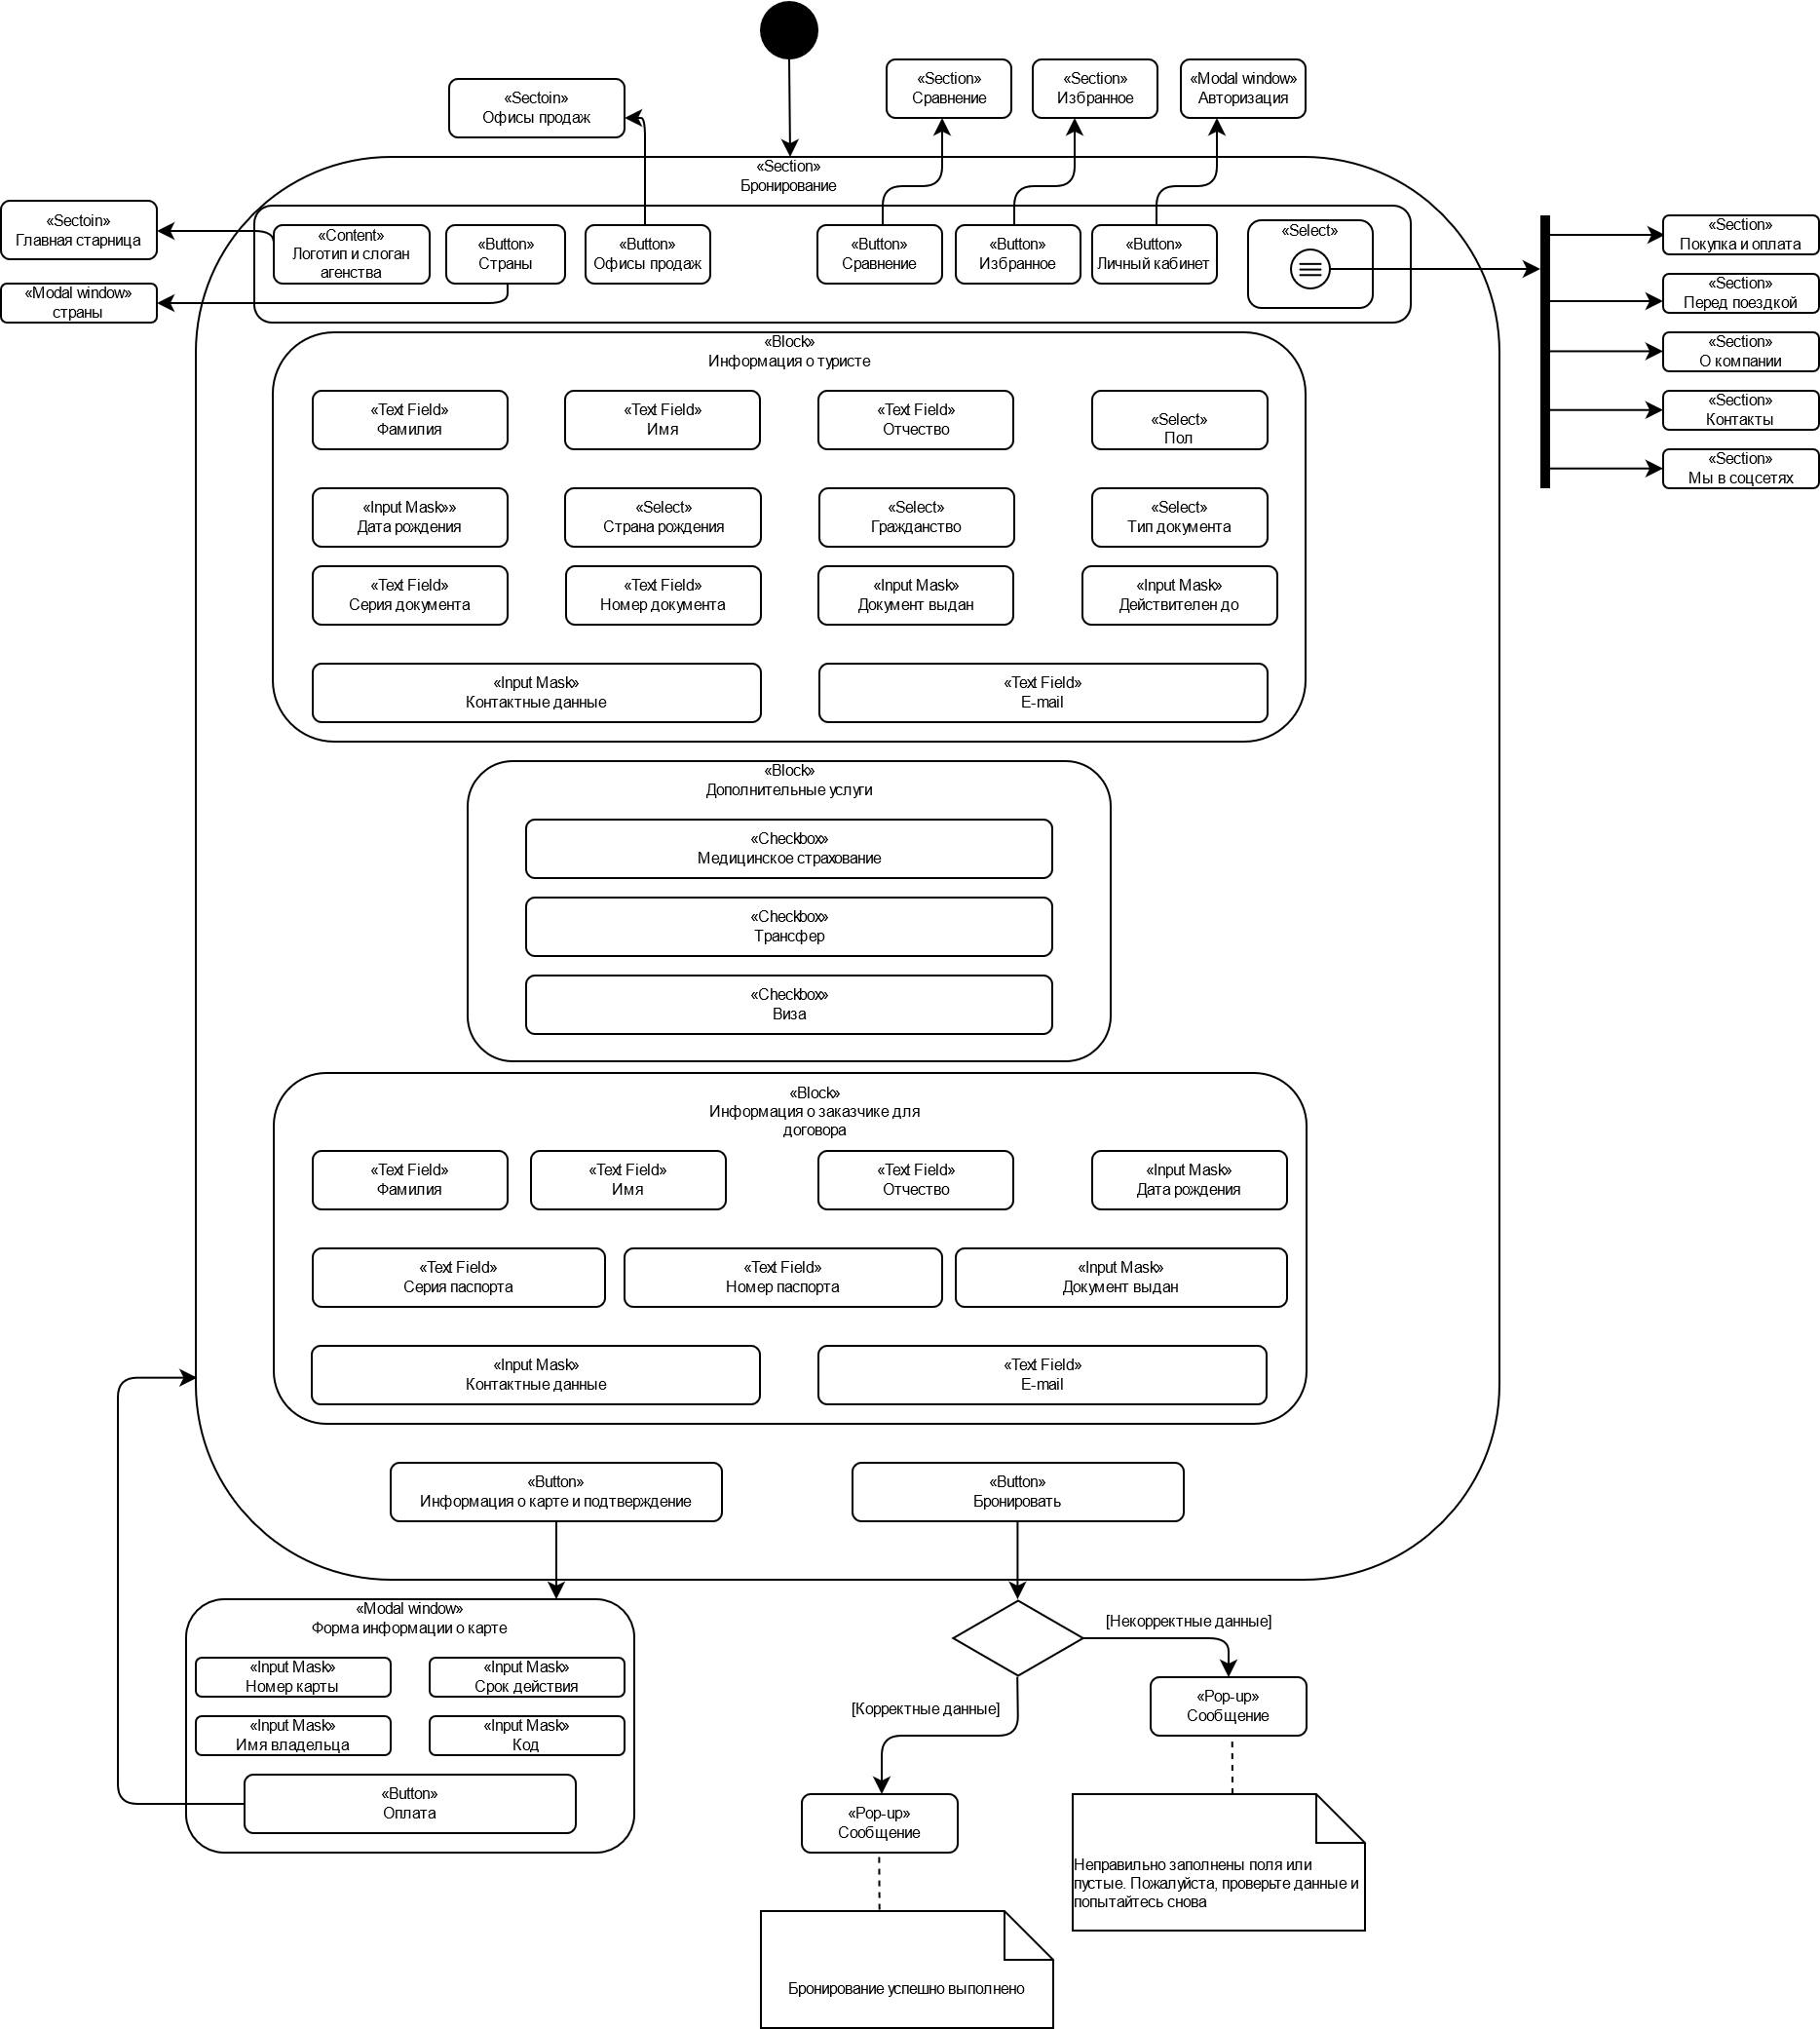 «Section»
Сравнение
«Section»
Избранное
«Modal window»
Авторизация
«Sectoin»
Офисы продаж
«Section»
Бронирование
«Sectoin»
Главная старница
«Modal window»
страны
«Content»
Логотип и слоган
агенства
«Button»
Страны
«Button»
Офисы продаж
«Button»
Сравнение
«Button»
Избранное
«Button»
Личный кабинет
«Select»
«Section»
Покупка и оплата
«Section»
Перед поездкой
«Section»
О компании
«Section»
Контакты
«Section»
Мы в соцсетях
«Block»
Информация о туристе
«Text Field»
Фамилия
«Text Field»
Имя
«Text Field»
Отчество
«Select»
Пол
«Input Mask»»
Дата рождения
«Select»
Страна рождения
«Select»
Гражданство
«Select»
Тип документа
«Text Field»
Серия документа
«Text Field»
Номер документа
«Input Mask»
Документ выдан
«Input Mask»
Действителен до
«Input Mask»
Контактные данные
«Text Field»
E-mail
«Block»
Дополнительные услуги
«Checkbox»
Медицинское страхование
«Checkbox»
Трансфер
«Checkbox»
Виза
«Block»
Информация о заказчике для
договора
«Text Field»
Фамилия
«Text Field»
Имя
«Text Field»
Отчество
«Input Mask»
Дата рождения
«Text Field»
Серия паспорта
«Text Field»
Номер паспорта
«Input Mask»
Документ выдан
«Input Mask»
Контактные данные
«Text Field»
E-mail
«Button»
Информация о карте и подтверждение
«Button»
Бронировать
«Modal window»
Форма информации о карте
«Input Mask»
Номер карты
«Input Mask»
Срок действия
«Input Mask»
Имя владельца
«Input Mask»
Код
«Button»
Оплата
[Некорректные данные]
[Корректные данные]
«Pop-up»
Сообщение
«Pop-up»
Сообщение
Неправильно заполнены поля или
пустые. Пожалуйста, проверьте данные и
попытайтесь снова
Бронирование успешно выполнено